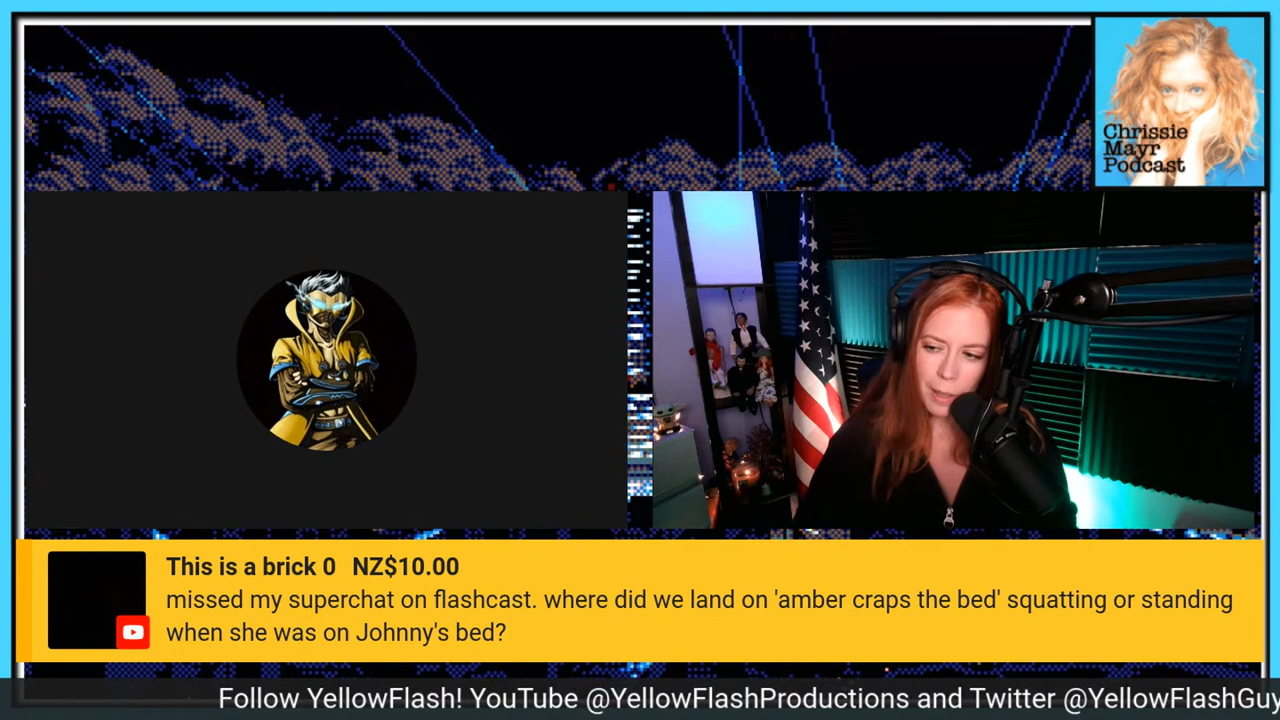 Chrissie
Mayr
Podcast
This is a brick 0 NZ$10.00
missed my superchat on flashcast. where did we land on 'amber craps the bed' squatting or standing
when she was on Johnny's bed?
Follow YellowFlash! YouTube @YellowFlashProductions and Twitter @YellowFlashGuy